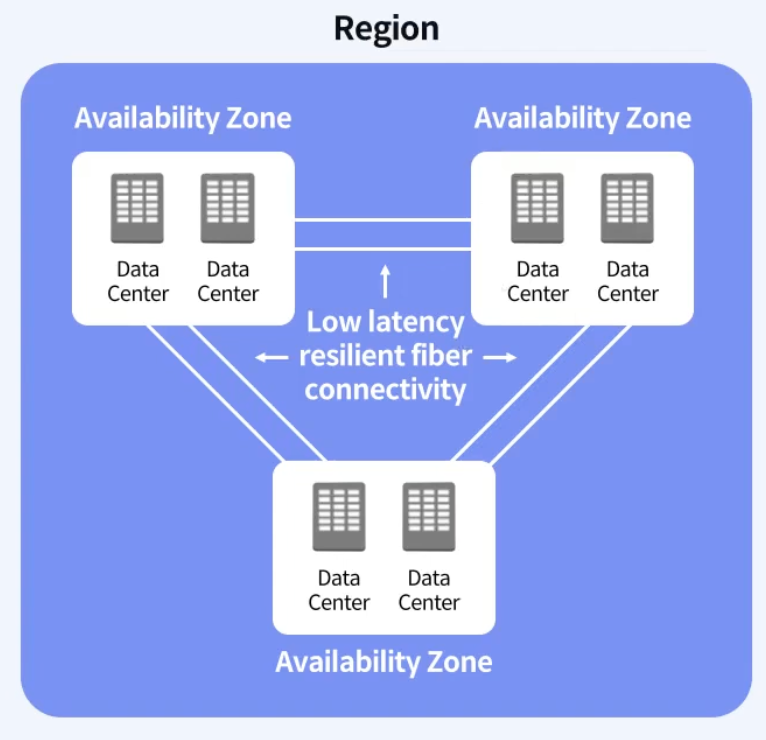 Region
Availability Zone
Availability Zone
Data
Center
Data
Center
Data
Center
Data
Center
Low latency
resilient fiber
connectivity
Data
Center
Data
Center
Availability Zone